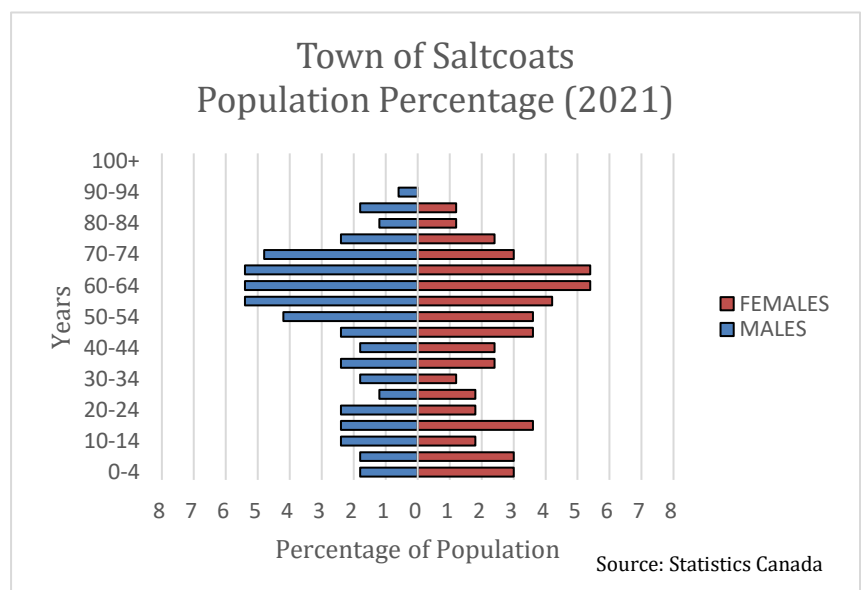 Town of Saltcoats
Population Percentage (2021)
100+
90-94
80-84
70-74
60-64
50-54
40-44
30-34
20-24
10-14
0-4
Years
FEMALES
MALES
8 7 6 5 4 3 2 1 0 1 2 3 4 5 6 7 8
Percentage of Population
Source: Statistics Canada